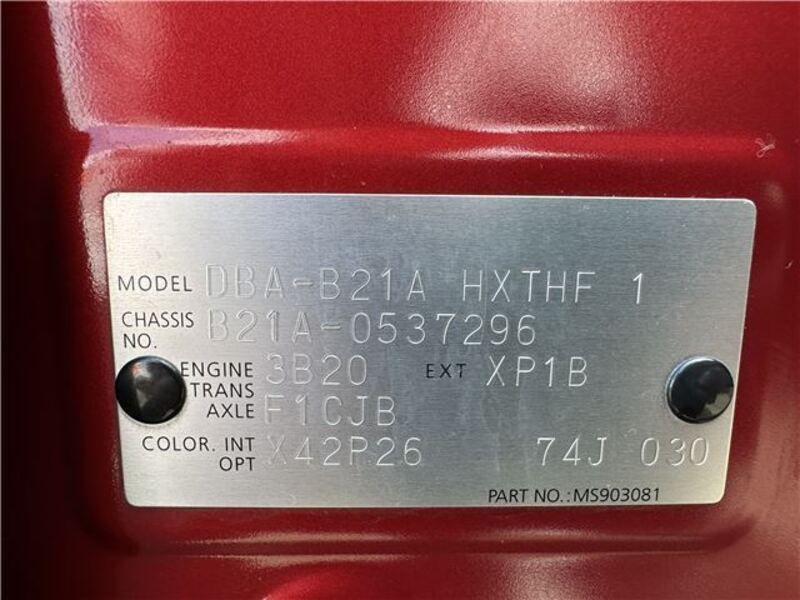 MODEL DBA-B21A HXTHF 1
CHASSIS NO. B21A-0537296
ENGINE 3B20 EXT XP1B
TRANS AXLE F1CJB
COLOR. INT OPT X42P26 74J 030
PART NO.: MS903081